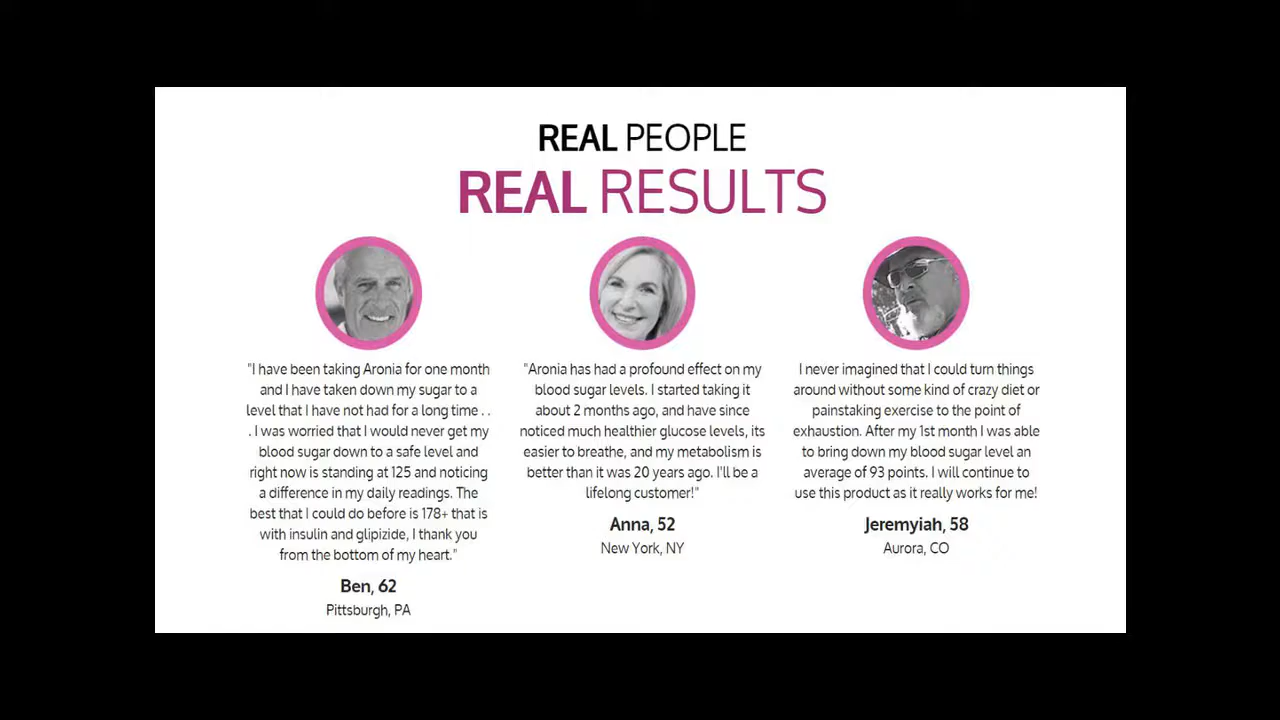 REAL PEOPLE
REAL RESULTS
"I have been taking Aronia for one month
and I have taken down my sugar to a
level that I have not had for a long time . .
. I was worried that I would never get my
blood sugar down to a safe level and
right now is standing at 125 and noticing
a difference in my daily readings. The
best that I could do before is 178+ that is
with insulin and glipizide, I thank you
from the bottom of my heart."
Ben, 62
Pittsburgh, PA
"Aronia has had a profound effect on my
blood sugar levels. I started taking it
about 2 months ago, and have since
noticed much healthier glucose levels, its
easier to breathe, and my metabolism is
better than it was 20 years ago. I'll be a
lifelong customer!"
Anna, 52
New York, NY
I never imagined that I could turn things
around without some kind of crazy diet or
painstaking exercise to the point of
exhaustion. After my 1st month I was able
to bring down my blood sugar level an
average of 93 points. I will continue to
use this product as it really works for me!
Jeremyiah, 58
Aurora, CO